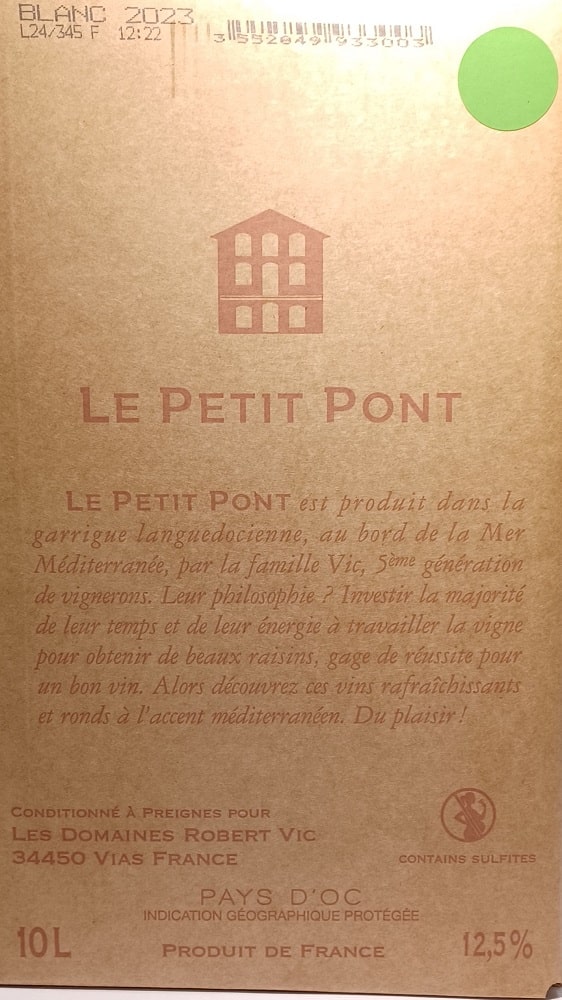 BLANC 2023
L24/345 F 12:22
3 552849 933003
LE PETIT PONT
LE PETIT PONT est produit dans la
garrigue languedocienne, au bord de la Mer
Méditerranée, par la famille Vic, 5ème génération
de vignerons. Leur philosophie ? Investir la majorité
de leur temps et de leur énergie à travailler la vigne
pour obtenir de beaux raisins, gage de réussite pour
un bon vin. Alors découvrez ces vins rafraîchissants
et ronds à l'accent méditerranéen. Du plaisir !
CONDITIONNÉ À PREIGNES POUR
LES DOMAINES ROBERT VIC
34450 VIAS FRANCE
CONTAINS SULFITES
PAYS D'OC
INDICATION GÉOGRAPHIQUE PROTÉGÉE
10L PRODUIT DE FRANCE 12,5%